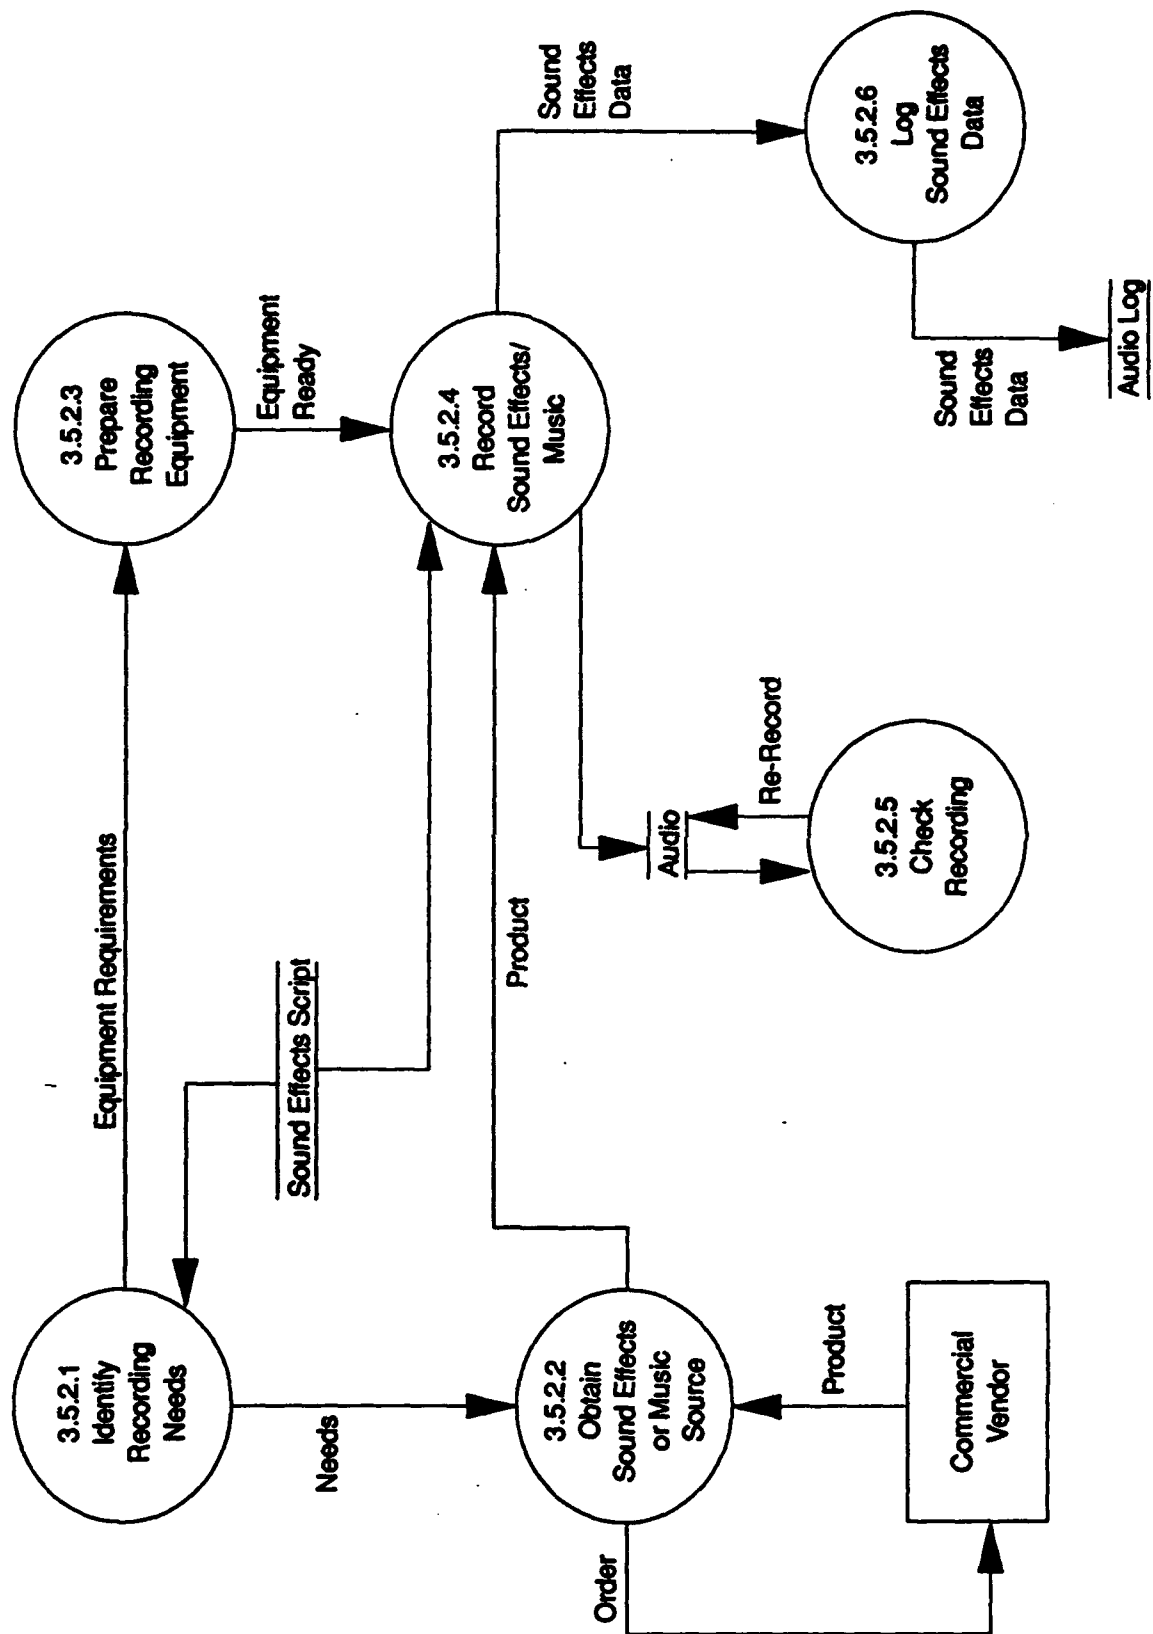 3.5.2.1
Identify
Recording
Needs
Equipment Requirements
3.5.2.3
Prepare
Recording
Equipment
Needs
Sound Effects Script
Equipment
Ready
Order
3.5.2.2
Obtain
Sound Effects
or Music
Source
Product
3.5.2.4
Record
Sound Effects/
Music
Sound
Effects
Data
Product
Commercial
Vendor
Audio
Re-Record
3.5.2.5
Check
Recording
3.5.2.6
Log
Sound Effects
Data
Sound
Effects
Data
Audio Log